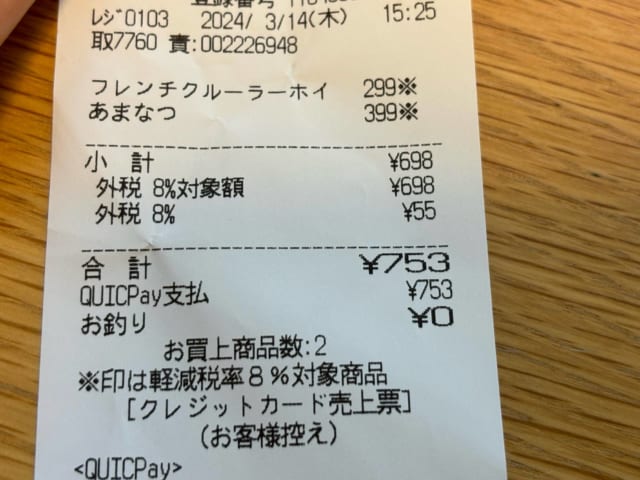 登録番号
ﾚｼﾞ0103 2024/ 3/14(木) 15:25
取7760 責:002226948
フレンチクルーラーホイ 299※
あまなつ 399※
小 計 ¥698
外税 8%対象額 ¥698
外税 8% ¥55
合 計 ¥753
QUICPay支払 ¥753
お釣り ¥0
お買上商品数:2
※印は軽減税率8%対象商品
[クレジットカード売上票]
(お客様控え)
<QUICPay>